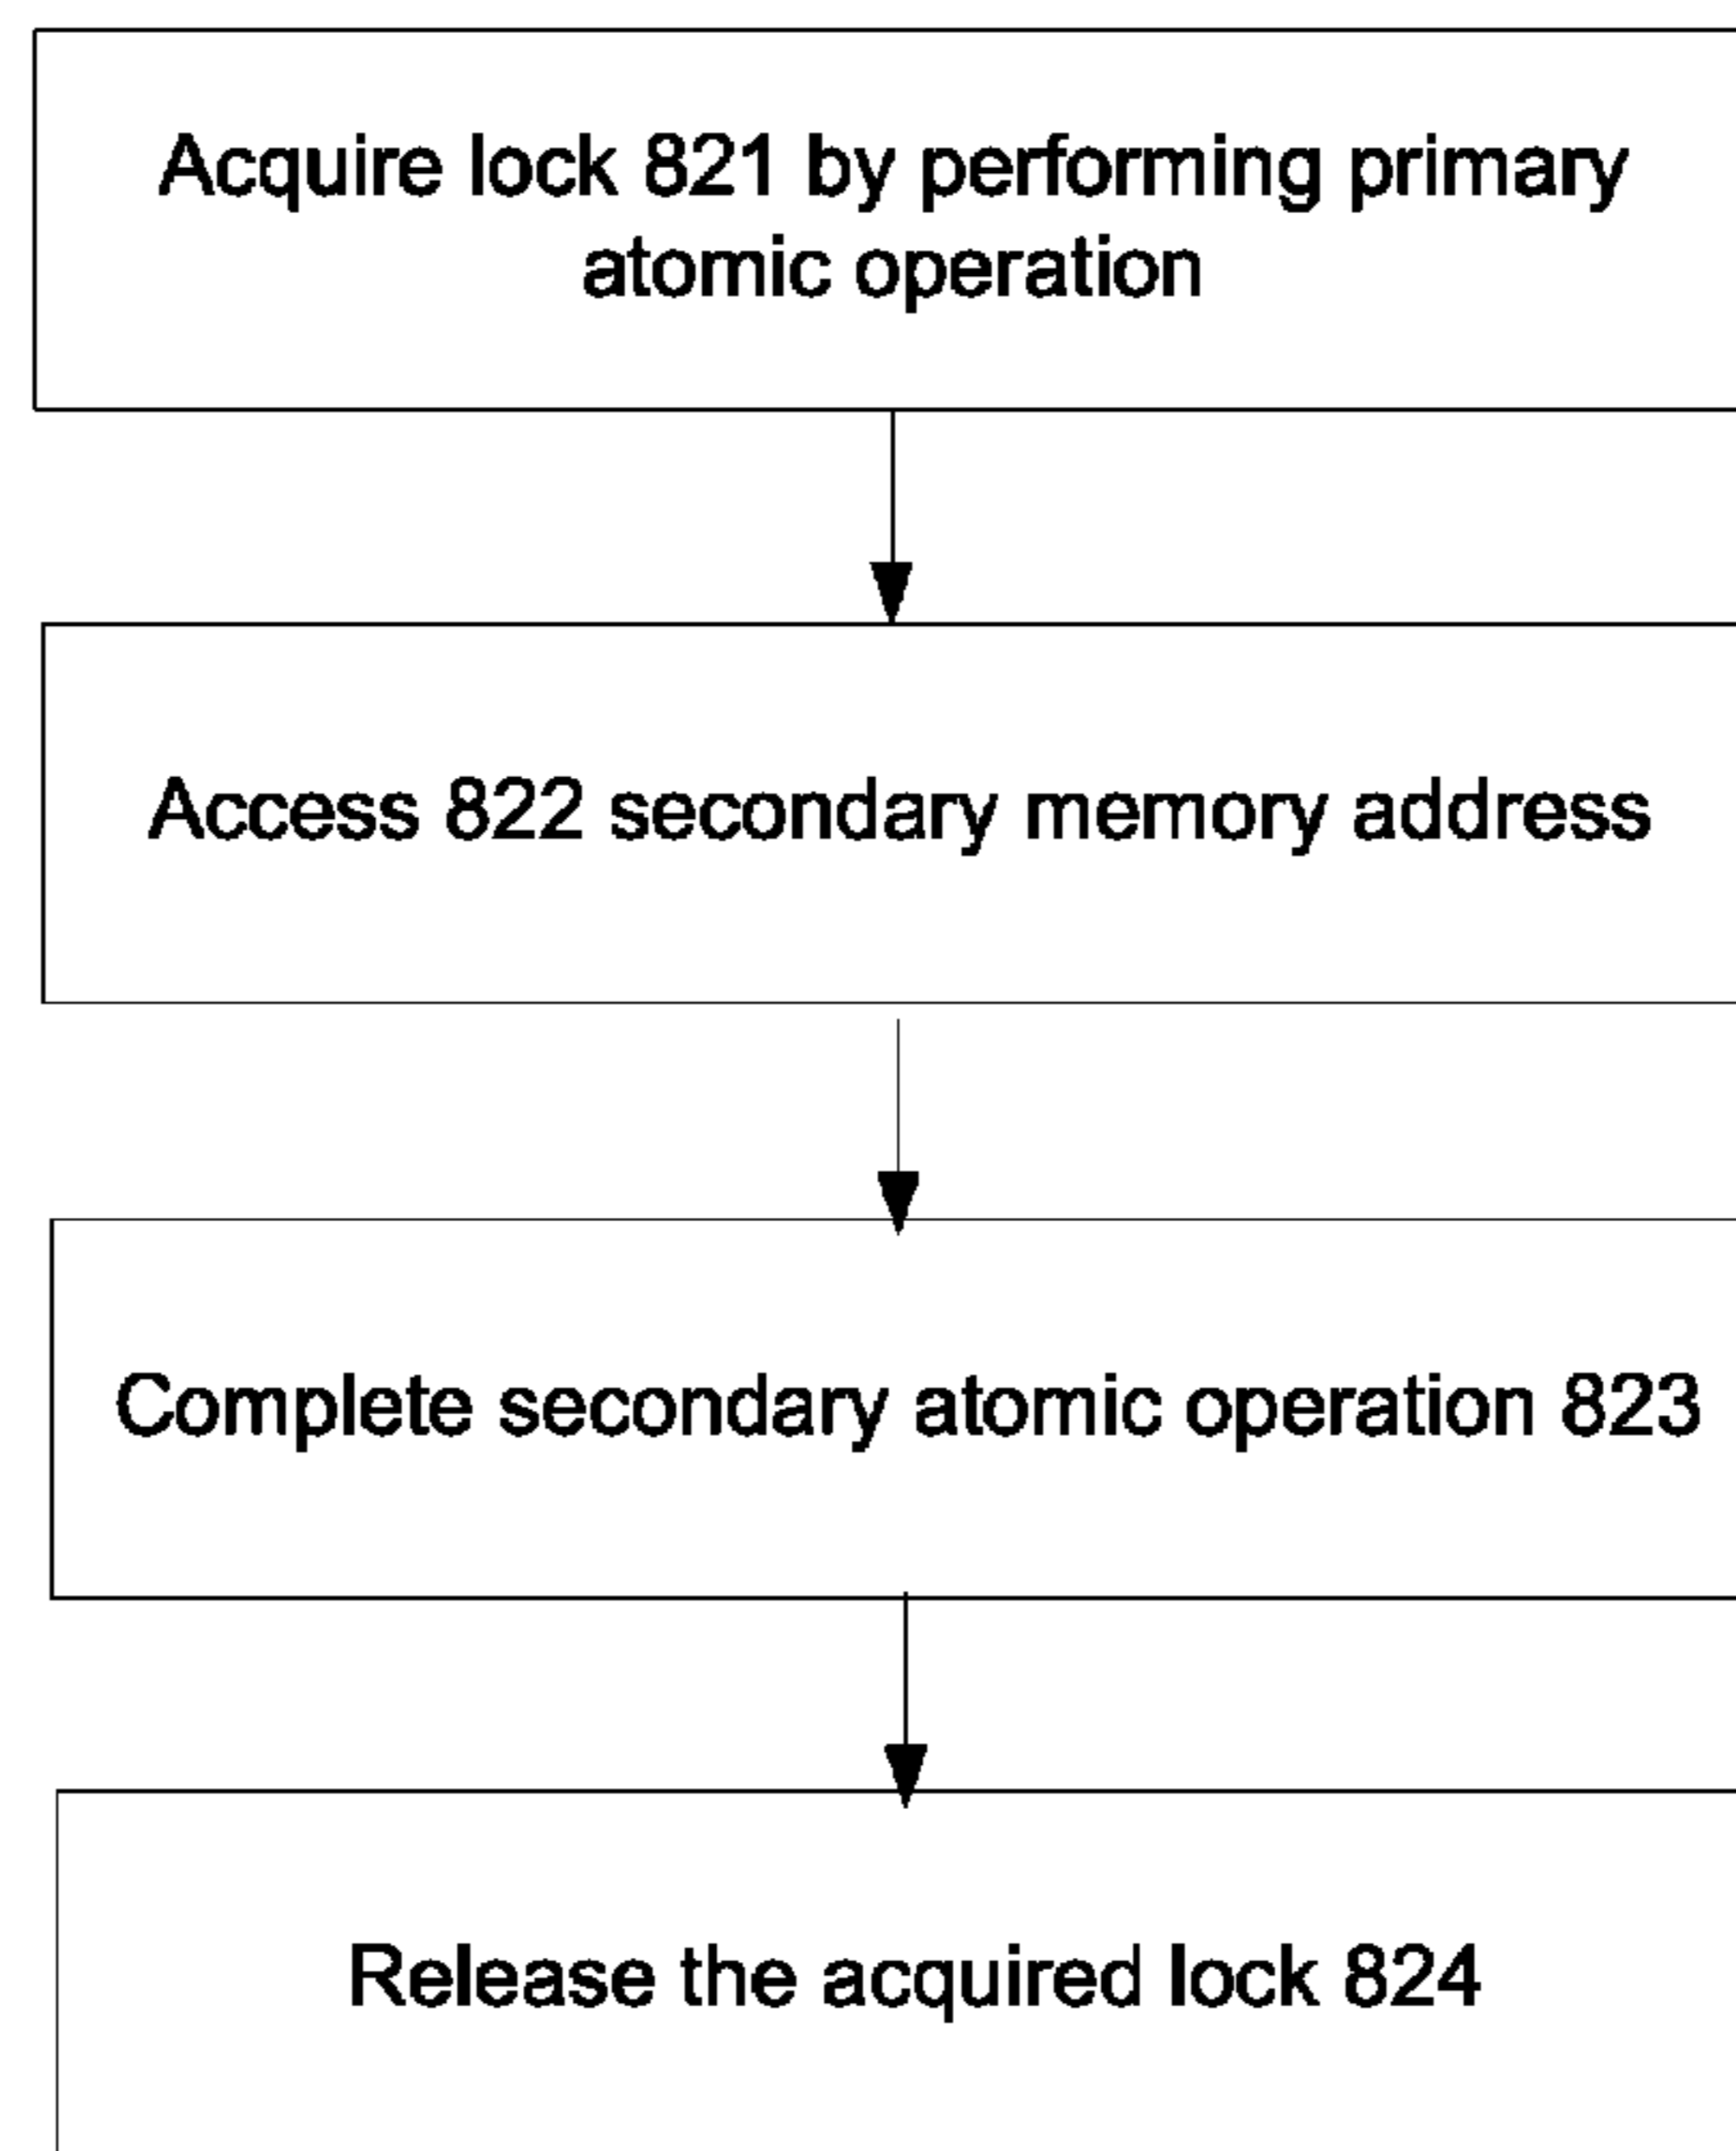 Acquire lock 821 by performing primary
atomic operation
Access 822 secondary memory address
Complete secondary atomic operation 823
Release the acquired lock 824